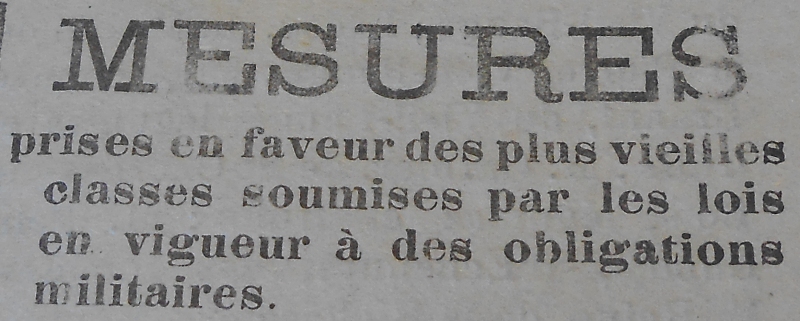 MESURES
prises en faveur des plus vieilles
classes soumises par les lois
en vigueur à des obligations
militaires.